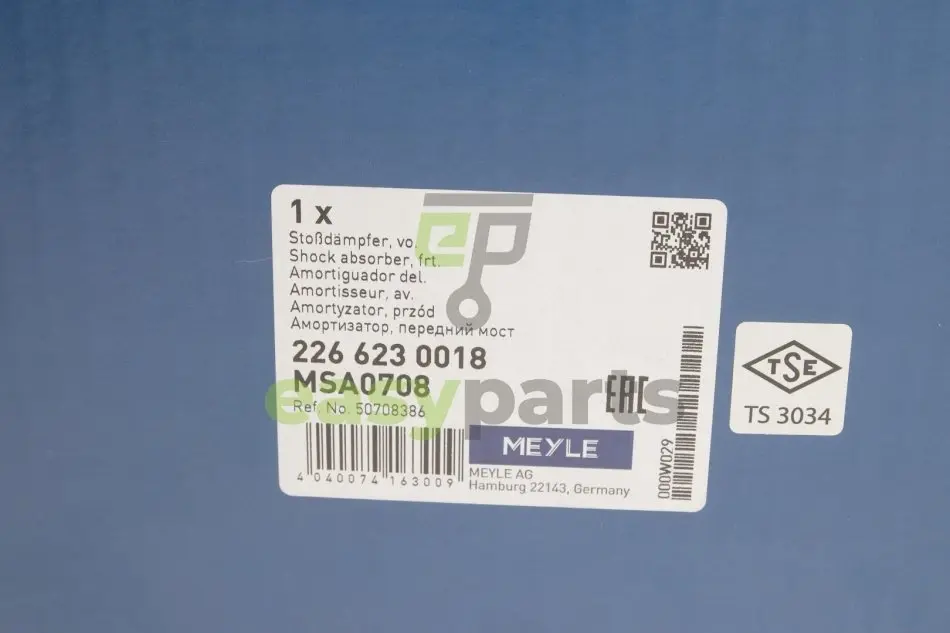 1 x
Stoßdämpfer, vo.
Shock absorber, frt.
Amortiguador del.
Amortisseur, av.
Amortyzator, przód
Амортизатор, передний мост
226 623 0018
MSA0708
Ref. No. 50708386
4 040074 163009
EAC
MEYLE
MEYLE AG
Hamburg 22143, Germany
000W029
TSE
TS 3034
ep
easyparts